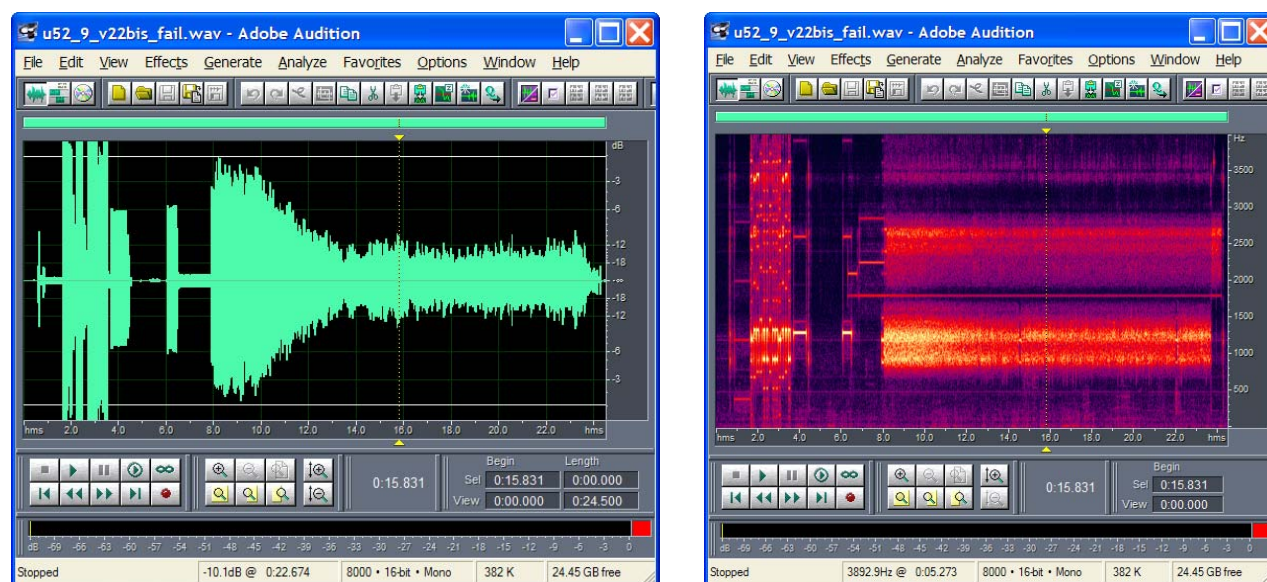 u52_9_v22bis_fail.wav - Adobe Audition
File Edit View Effects Generate Analyze Favorites Options Window Help
dB
-3
-6
-12
-18
-∞
-18
-12
-6
-3
hms 2.0 4.0 6.0 8.0 10.0 12.0 14.0 16.0 18.0 20.0 22.0 hms
Begin Length
0:15.831
Sel 0:15.831 0:00.000
View 0:00.000 0:24.500
dB -69 -66 -63 -60 -57 -54 -51 -48 -45 -42 -39 -36 -33 -30 -27 -24 -21 -18 -15 -12 -9 -6 -3 0
Stopped -10.1dB @ 0:22.674 8000 • 16-bit • Mono 382 K 24.45 GB free
u52_9_v22bis_fail.wav - Adobe Audition
File Edit View Effects Generate Analyze Favorites Options Window Help
Hz
3500
3000
2500
2000
1500
1000
500
hms 2.0 4.0 6.0 8.0 10.0 12.0 14.0 16.0 18.0 20.0 22.0 hms
Begin
0:15.831
Sel 0:15.831
View 0:00.000
dB -69 -66 -63 -60 -57 -54 -51 -48 -45 -42 -39 -36 -33 -30 -27 -24 -21 -18 -15 -12 -9 -6 -3 0
Stopped 3892.9Hz @ 0:05.273 8000 • 16-bit • Mono 382 K 24.45 GB free